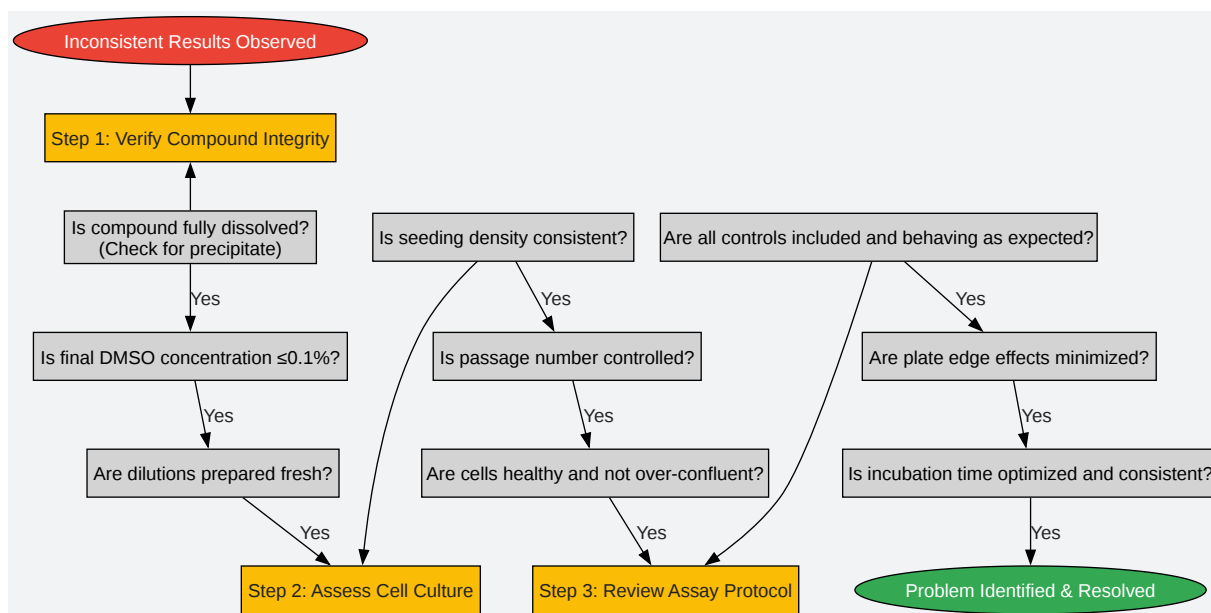 Inconsistent Results Observed
Step 1: Verify Compound Integrity
Is compound fully dissolved?
(Check for precipitate)
Is seeding density consistent?
Are all controls included and behaving as expected?
Yes
Yes
Yes
Is final DMSO concentration ≤0.1%?
Is passage number controlled?
Are plate edge effects minimized?
Yes
Yes
Yes
Are dilutions prepared fresh?
Are cells healthy and not over-confluent?
Is incubation time optimized and consistent?
Yes
Yes
Yes
Step 2: Assess Cell Culture
Step 3: Review Assay Protocol
Problem Identified & Resolved